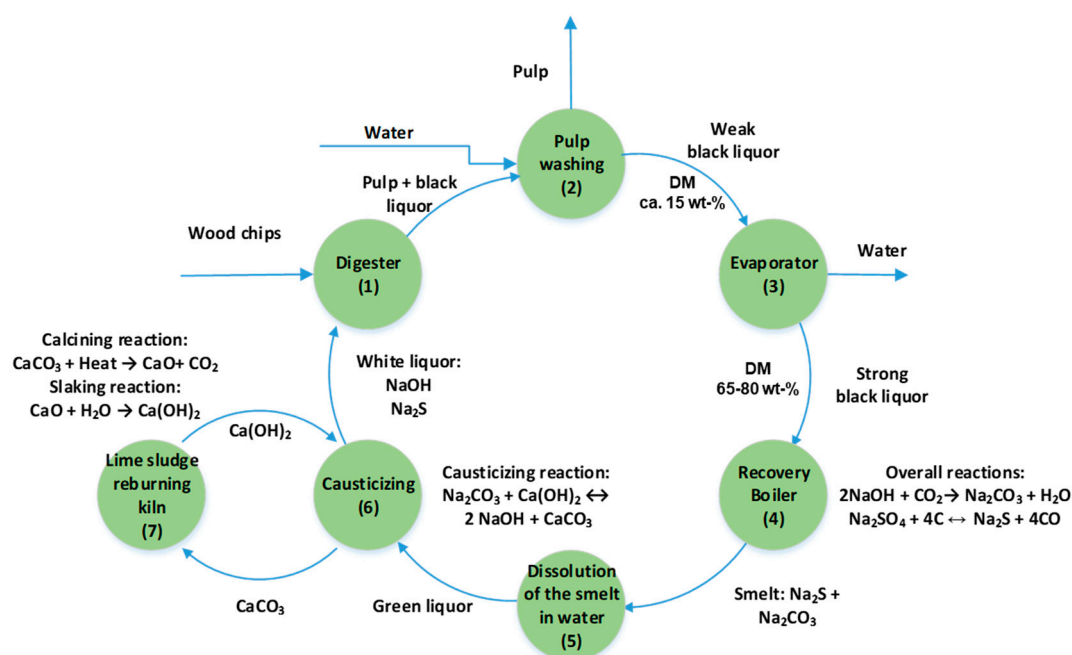 Pulp
Water
Pulp
washing
(2)
Weak
black liquor
DM
ca. 15 wt-%
Pulp + black
liquor
Wood chips
Digester
(1)
Evaporator
(3)
Water
Calcining reaction:
CaCO₃ + Heat → CaO+ CO₂
Slaking reaction:
CaO + H₂O → Ca(OH)₂
White liquor:
NaOH
Na₂S
DM
65-80 wt-%
Strong
black liquor
Ca(OH)₂
Lime sludge
reburning
kiln
(7)
Causticizing
(6)
Causticizing reaction:
Na₂CO₃ + Ca(OH)₂ ↔
2 NaOH + CaCO₃
Recovery
Boiler
(4)
Overall reactions:
2NaOH + CO₂→ Na₂CO₃ + H₂O
Na₂SO₄ + 4C ↔ Na₂S + 4CO
CaCO₃
Green liquor
Dissolution
of the smelt
in water
(5)
Smelt: Na₂S +
Na₂CO₃